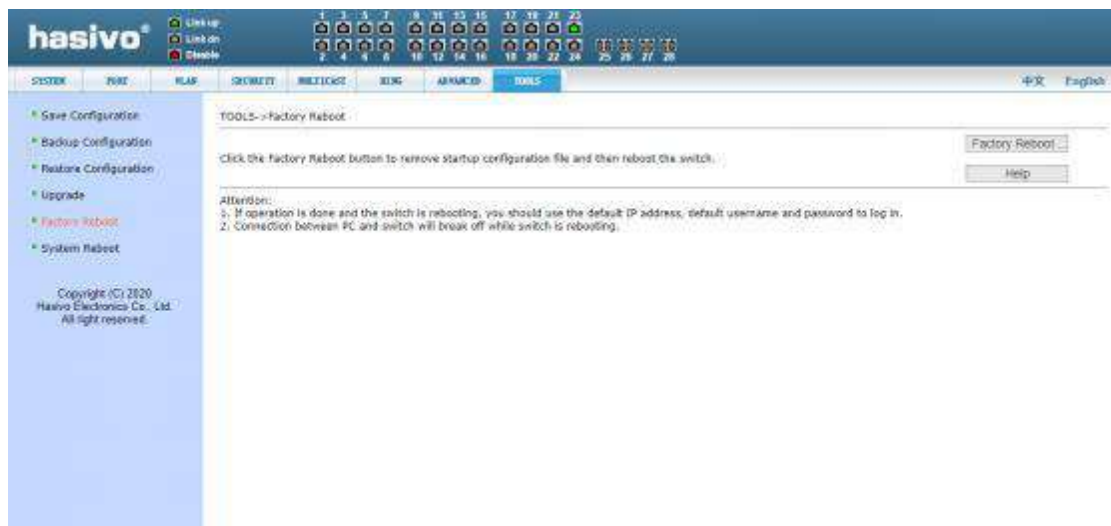 hasivo®
Link up
Link dn
Disable
1 3 5 7 9 11 13 15 17 19 21 23
2 4 6 8 10 12 14 16 18 20 22 24 25 26 27 28
SYSTEM PORT VLAN SECURITY MULTICAST RING ADVANCED TOOLS 中文 English
Save Configuration
Backup Configuration
Restore Configuration
Upgrade
Factory Reboot
System Reboot
Copyright (C) 2020
Hasivo Electronics Co., Ltd.
All right reserved.
TOOLS->Factory Reboot
Click the Factory Reboot button to remove startup configuration file and then reboot the switch.
Factory Reboot
Help
Attention:
1. If operation is done and the switch is rebooting, you should use the default IP address, default username and password to log in.
2. Connection between PC and switch will break off while switch is rebooting.